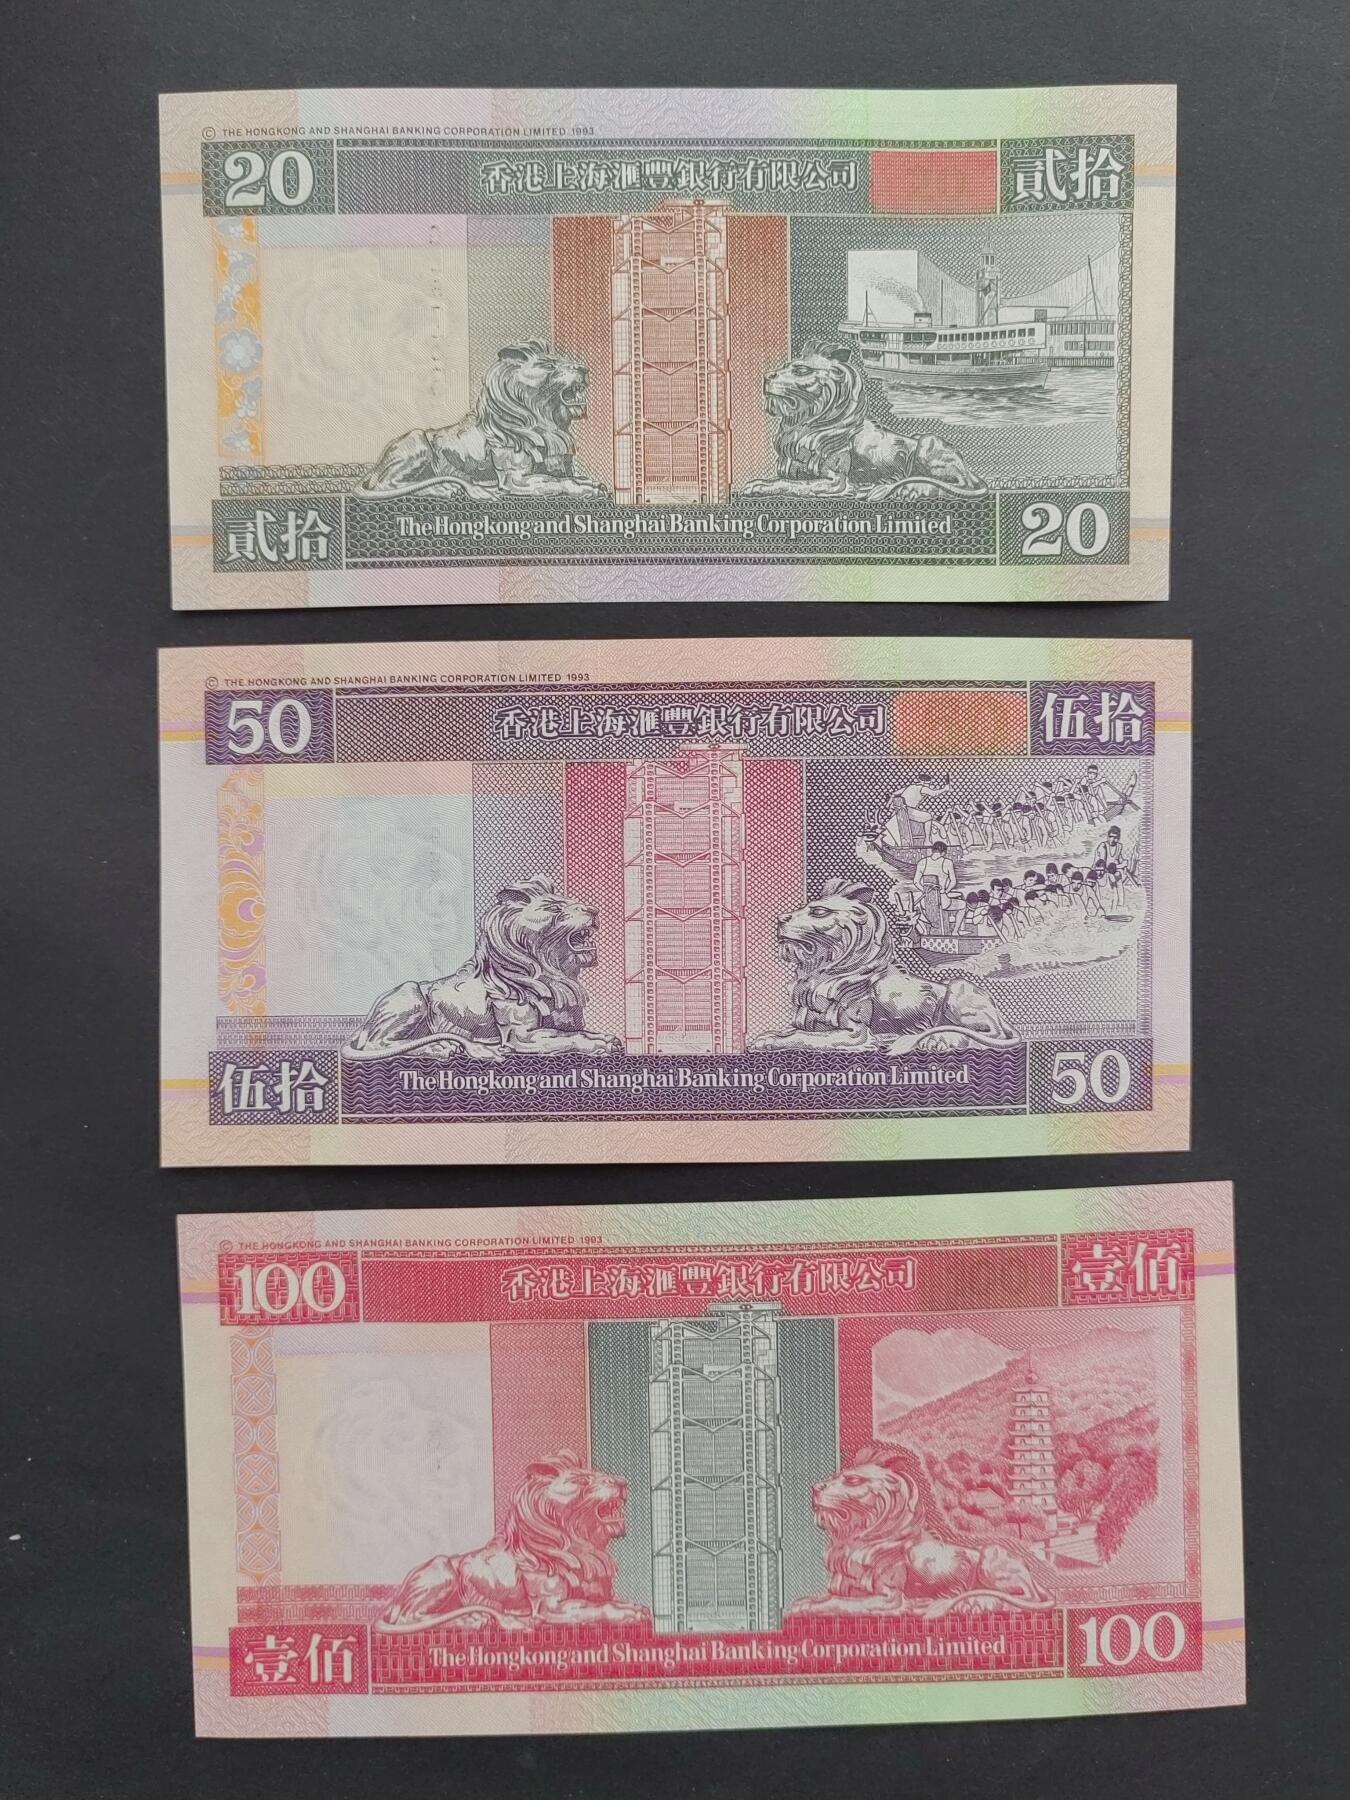 © THE HONGKONG AND SHANGHAI BANKING CORPORATION LIMITED 1993
20 香港上海滙豐銀行有限公司 貳拾
貳拾 The Hongkong and Shanghai Banking Corporation Limited 20
© THE HONGKONG AND SHANGHAI BANKING CORPORATION LIMITED 1993
50 香港上海滙豐銀行有限公司 伍拾
伍拾 The Hongkong and Shanghai Banking Corporation Limited 50
© THE HONGKONG AND SHANGHAI BANKING CORPORATION LIMITED 1993
100 香港上海滙豐銀行有限公司 壹佰
壹佰 The Hongkong and Shanghai Banking Corporation Limited 100